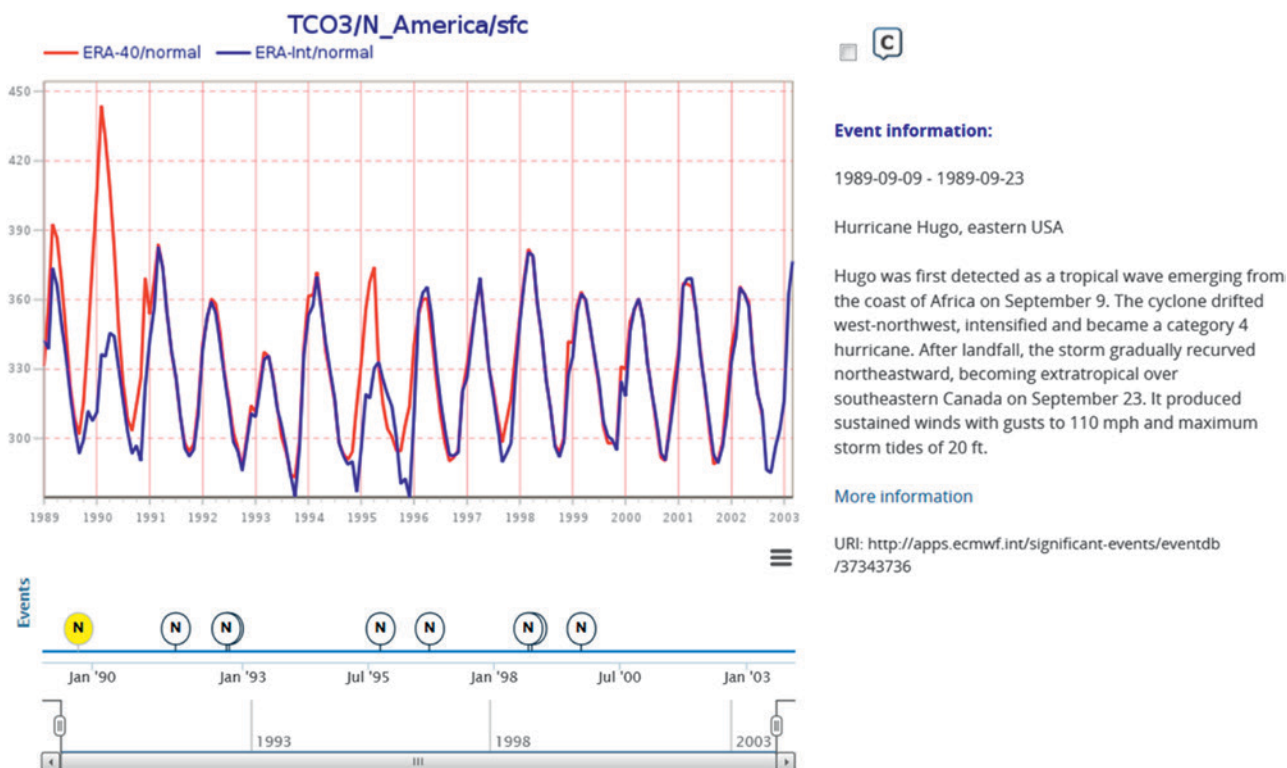 TCO3/N_America/sfc
ERA-40/normal ERA-Int/normal
450
420
390
360
330
300
1989 1990 1991 1992 1993 1994 1995 1996 1997 1998 1999 2000 2001 2002 2003
Events
N N N N N N N
Jan '90 Jan '93 Jul '95 Jan '98 Jul '00 Jan '03
1993 1998 2003
C
Event information:
1989-09-09 - 1989-09-23
Hurricane Hugo, eastern USA
Hugo was first detected as a tropical wave emerging from
the coast of Africa on September 9. The cyclone drifted
west-northwest, intensified and became a category 4
hurricane. After landfall, the storm gradually recurved
northeastward, becoming extratropical over
southeastern Canada on September 23. It produced
sustained winds with gusts to 110 mph and maximum
storm tides of 20 ft.
More information
URI: http://apps.ecmwf.int/significant-events/eventdb
/37343736